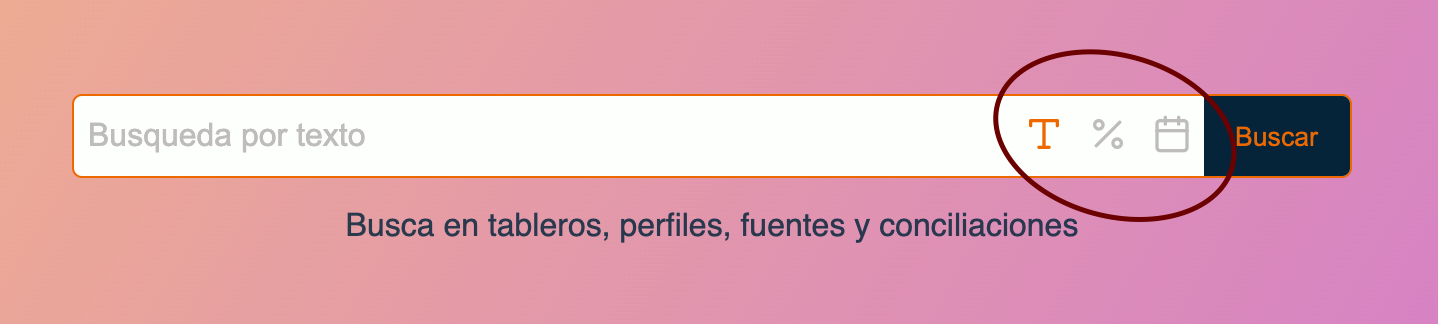 Busqueda por texto
Buscar
Busca en tableros, perfiles, fuentes y conciliaciones